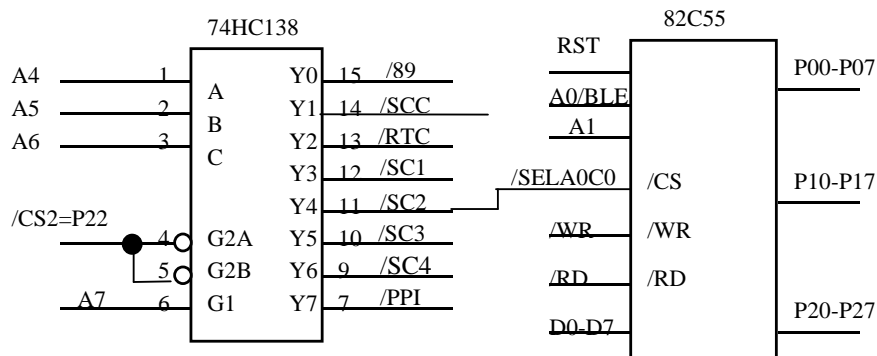 74HC138
82C55
A4 1 A Y0 15 /89
A5 2 B Y1 14 /SCC
A6 3 C Y2 13 /RTC
Y3 12 /SC1
Y4 11 /SC2
/CS2=P22 4 G2A Y5 10 /SC3
5 G2B Y6 9 /SC4
A7 6 G1 Y7 7 /PPI
RST
A0/BLE
A1
/SELA0C0 /CS
/WR /WR
/RD /RD
D0-D7
P00-P07
P10-P17
P20-P27